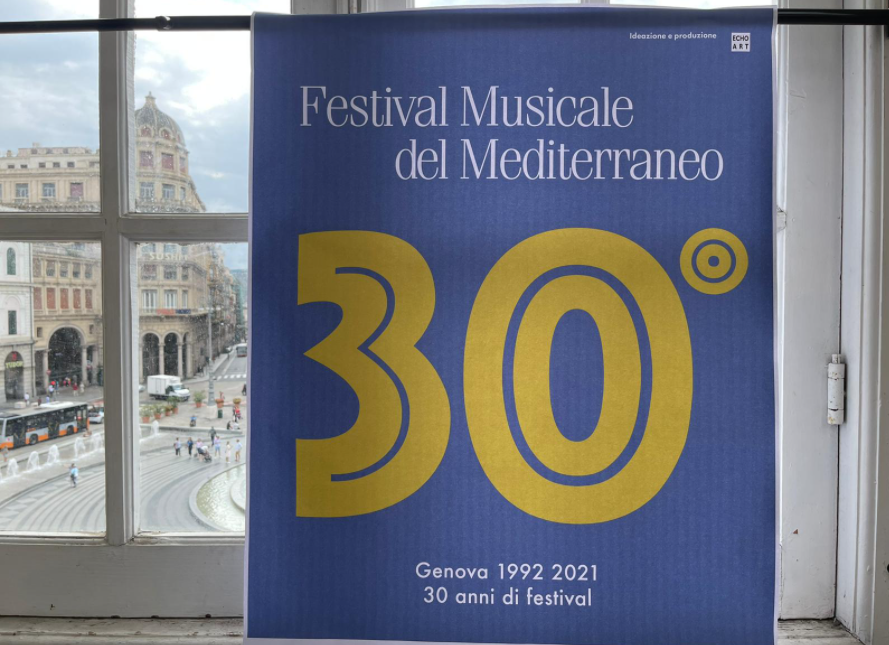 Ideazione e produzione
ECHO
ART
Festival Musicale
del Mediterraneo
30°
Genova 1992 2021
30 anni di festival